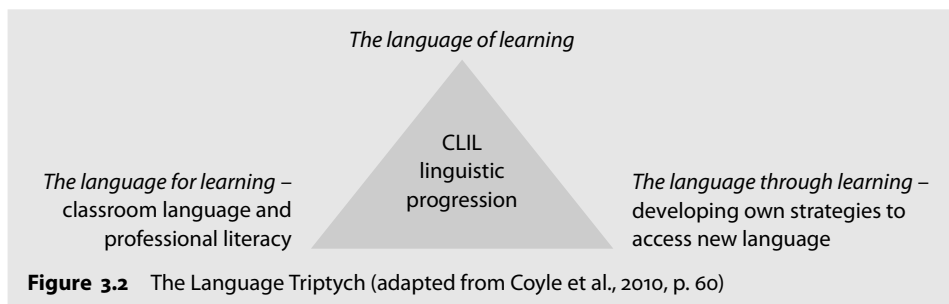 The language of learning
CLIL
linguistic
progression
The language for learning –
classroom language and
professional literacy
The language through learning –
developing own strategies to
access new language
Figure 3.2 The Language Triptych (adapted from Coyle et al., 2010, p. 60)